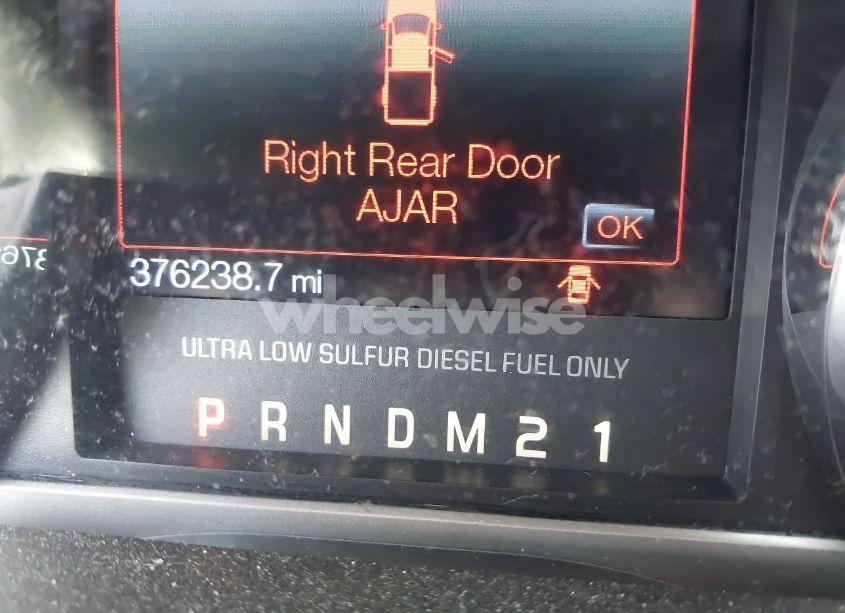 Right Rear Door
AJAR
OK
376238.7 mi
wheelwise
ULTRA LOW SULFUR DIESEL FUEL ONLY
P R N D M 2 1